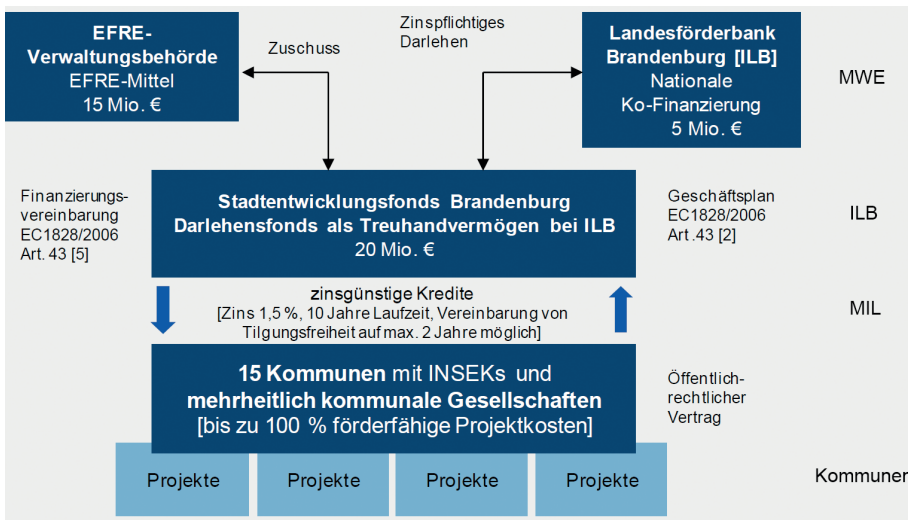 EFRE-
Verwaltungsbehörde
EFRE-Mittel
15 Mio. €
Zuschuss
Zinspflichtiges
Darlehen
Landesförderbank
Brandenburg [ILB]
Nationale
Ko-Finanzierung
5 Mio. €
MWE
Finanzierungs-
vereinbarung
EC1828/2006
Art. 43 [5]
Stadtentwicklungsfonds Brandenburg
Darlehensfonds als Treuhandvermögen bei ILB
20 Mio. €
Geschäftsplan
EC1828/2006
Art.43 [2]
ILB
zinsgünstige Kredite
[Zins 1,5 %, 10 Jahre Laufzeit, Vereinbarung von
Tilgungsfreiheit auf max. 2 Jahre möglich]
MIL
15 Kommunen mit INSEKs und
mehrheitlich kommunale Gesellschaften
[bis zu 100 % förderfähige Projektkosten]
Öffentlich-
rechtlicher
Vertrag
Projekte
Projekte
Projekte
Projekte
Kommunen